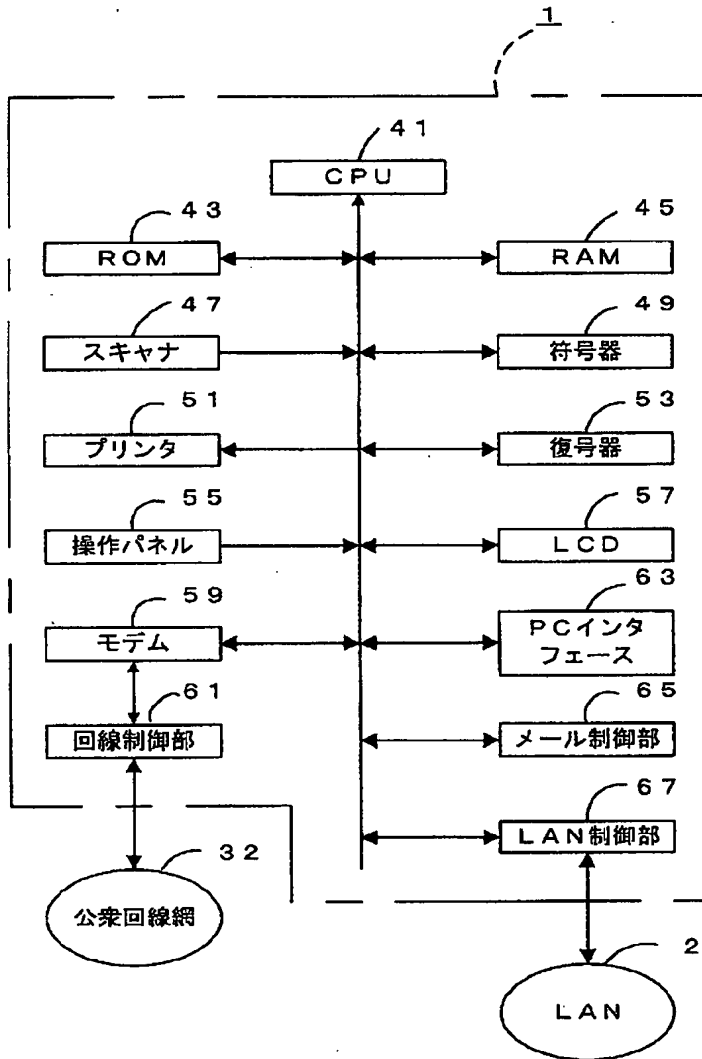 1
41
CPU
43
ROM
45
RAM
47
スキャナ
49
符号器
51
プリンタ
53
復号器
55
操作パネル
57
LCD
59
モデム
63
PCインタ
フェース
61
回線制御部
65
メール制御部
67
LAN制御部
32
公衆回線網
2
LAN